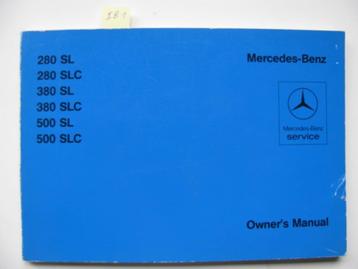 280 SL
280 SLC
380 SL
380 SLC
500 SL
500 SLC
Mercedes-Benz
Mercedes-Benz
service
Owner's Manual